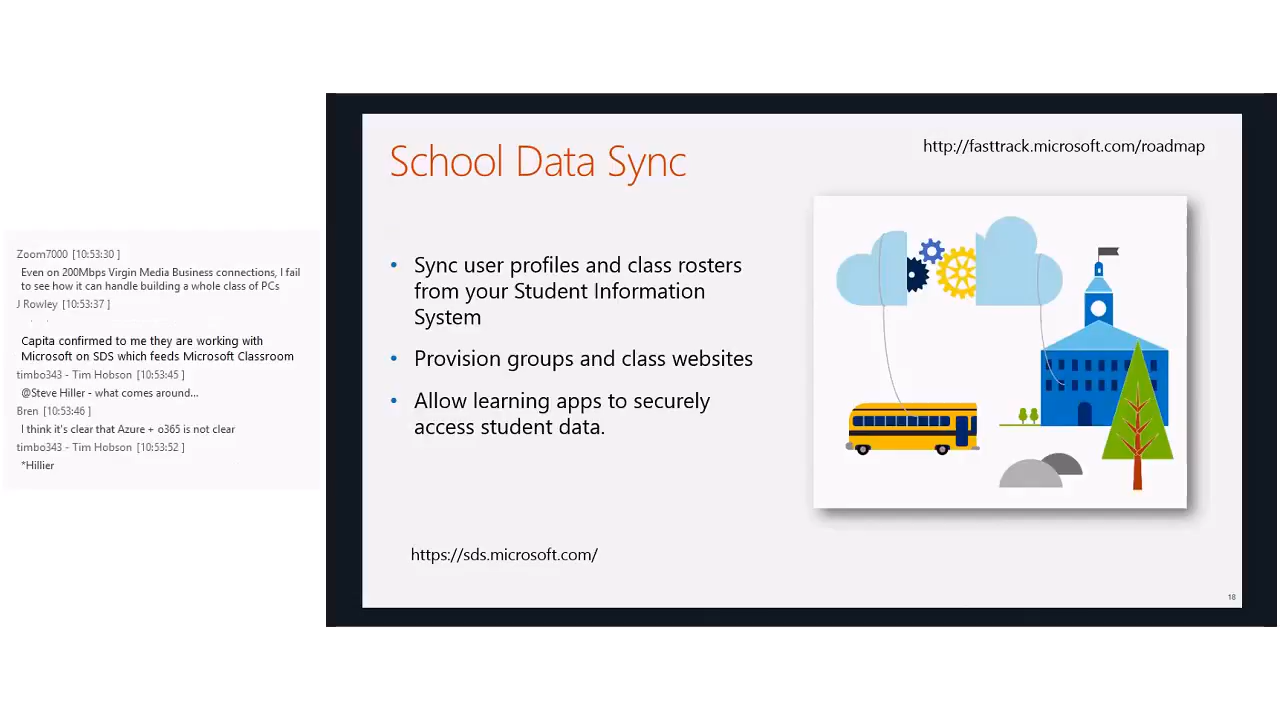 Zoom7000 [10:53:30 ]
Even on 200Mbps Virgin Media Business connections, I fail
to see how it can handle building a whole class of PCs
J Rowley [10:53:37 ]
Capita confirmed to me they are working with
Microsoft on SDS which feeds Microsoft Classroom
timbo343 - Tim Hobson [10:53:45 ]
@Steve Hiller - what comes around...
Bren [10:53:46 ]
I think it's clear that Azure + o365 is not clear
timbo343 - Tim Hobson [10:53:52 ]
*Hillier
School Data Sync
http://fasttrack.microsoft.com/roadmap
• Sync user profiles and class rosters
from your Student Information
System
• Provision groups and class websites
• Allow learning apps to securely
access student data.
https://sds.microsoft.com/
18